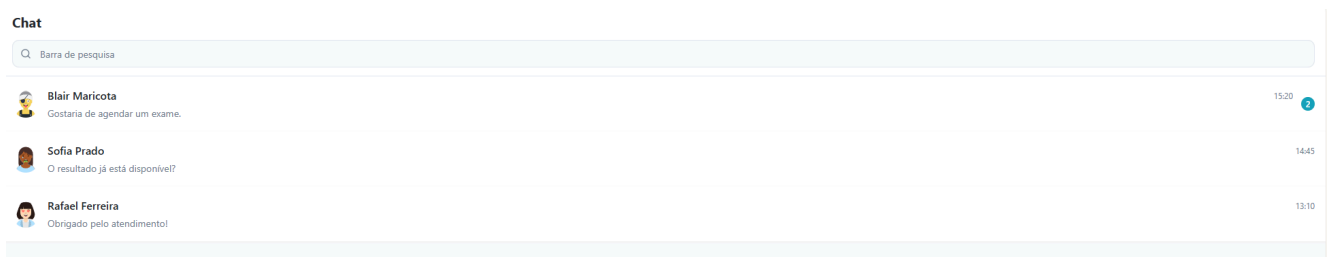 Chat
Barra de pesquisa
Blair Maricota
15:20
Gostaria de agendar um exame.
2
Sofia Prado
14:45
O resultado já está disponível?
Rafael Ferreira
13:10
Obrigado pelo atendimento!